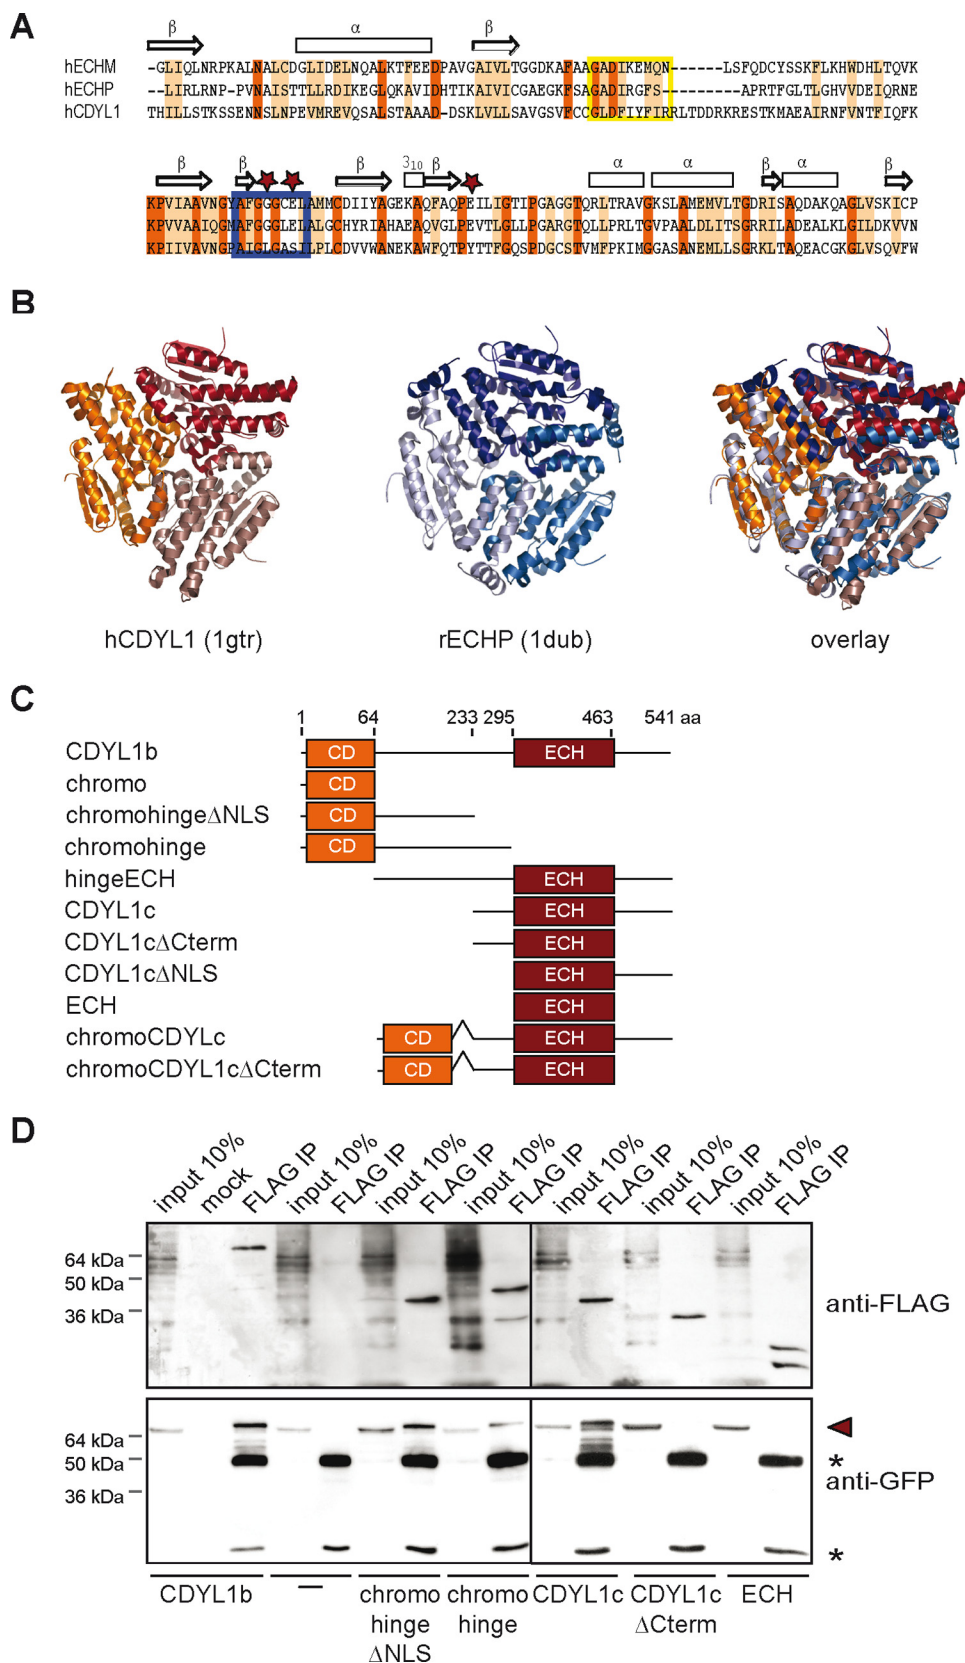 A
β α β
hECHM -GLIQLNRPKALNALCDGLIDELNQALKTFEEDPAVGAIVLTGGDKAFAAGADIKEMQN------LSFQDCYSSKFLKHWDHLTQVK
hECHP --LIRLRNP-PVNAISTTLLRDIKEGLQKAVIDHTIKAIVICGAEGKFSAGADIRGFS-----------APRTFGLTLGHVVDEIQRNE
hCDYL1 THILLSTKSSENNSLNPEVMREVQSALSTAAAD-DSKLVLLSAVGSVFCCGLDFIYFIRRLTDDRKRESTKMAEAIRNFVNTFIQFK
β β β 3₁₀ β α α β α β
KPVIAAVNGYAFGGGCELAMMCDIIYAGEKAQFAQPEILIGTIPGAGGTQRLTRAVGKSLAMEMVLTGDRISAQDAKQAGLVSKICP
KPVVAAIQGMAFGGGLELALGCHYRIAHAEAQVGLPEVTLGLLPGARGTQLLPRLTGVPAALDLITSGRRILADEALKLGILDKVVN
KPIIVAVNGPAIGLGASILPLCDVVWANEKAWFQTPYTTFGQSPDGCSTVMFPKIMGGASANEMLLSGRKLTAQEACGKGLVSQVFW
B
hCDYL1 (1gtr) rECHP (1dub) overlay
C
1 64 233 295 463 541 aa
CDYL1b CD ECH
chromo CD
chromohingeΔNLS CD
chromohinge CD
hingeECH ECH
CDYL1c ECH
CDYL1cΔCterm ECH
CDYL1cΔNLS ECH
ECH ECH
chromoCDYLc CD ECH
chromoCDYL1cΔCterm CD ECH
D
input 10% mock FLAG IP input 10% FLAG IP input 10% FLAG IP input 10% FLAG IP input 10% FLAG IP input 10% FLAG IP input 10% FLAG IP
64 kDa
50 kDa
36 kDa
anti-FLAG
64 kDa
50 kDa *
36 kDa
anti-GFP
*
CDYL1b – chromo hinge ΔNLS chromo hinge CDYL1c CDYL1c ΔCterm ECH